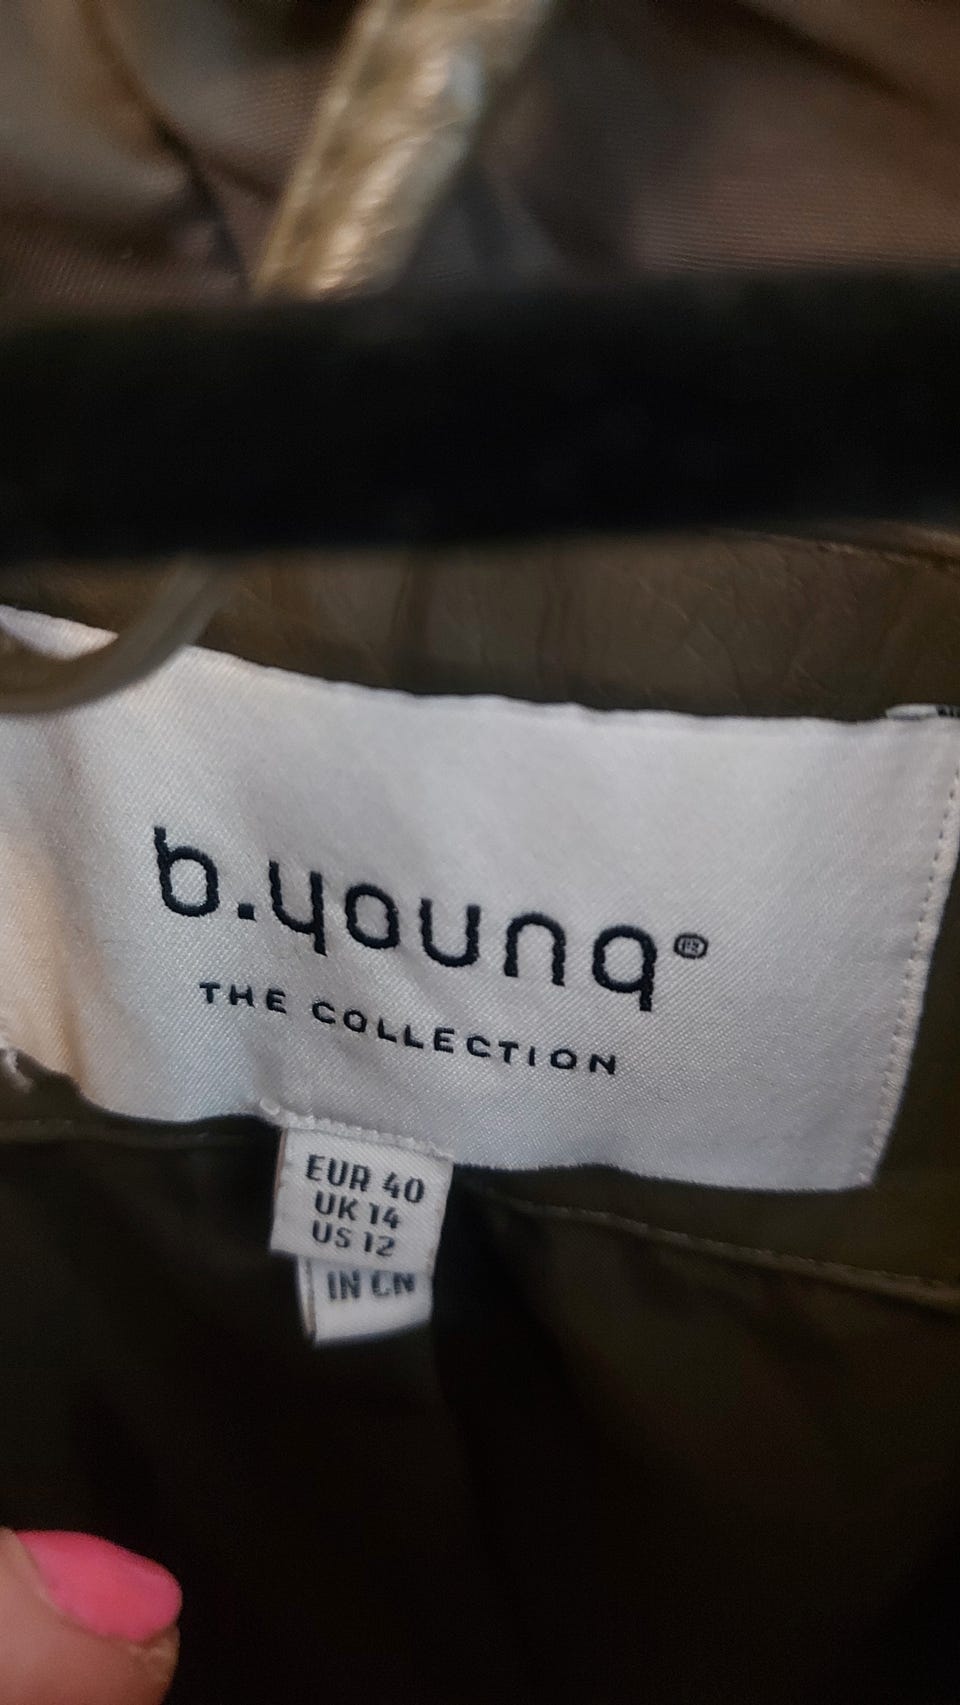 b.young®
THE COLLECTION
EUR 40
UK 14
US 12
IN CN